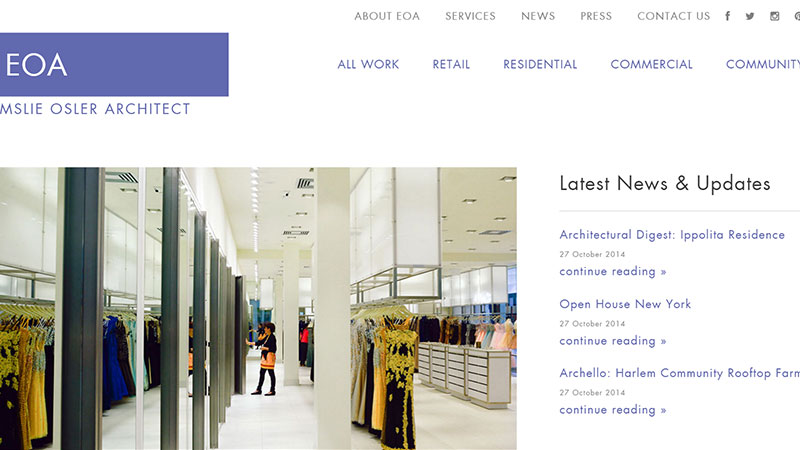 ABOUT EOA SERVICES NEWS PRESS CONTACT US
EOA
MSLIE OSLER ARCHITECT
ALL WORK RETAIL RESIDENTIAL COMMERCIAL COMMUNITY
Latest News & Updates
Architectural Digest: Ippolita Residence
27 October 2014
continue reading »
Open House New York
27 October 2014
continue reading »
Archello: Harlem Community Rooftop Farm
27 October 2014
continue reading »